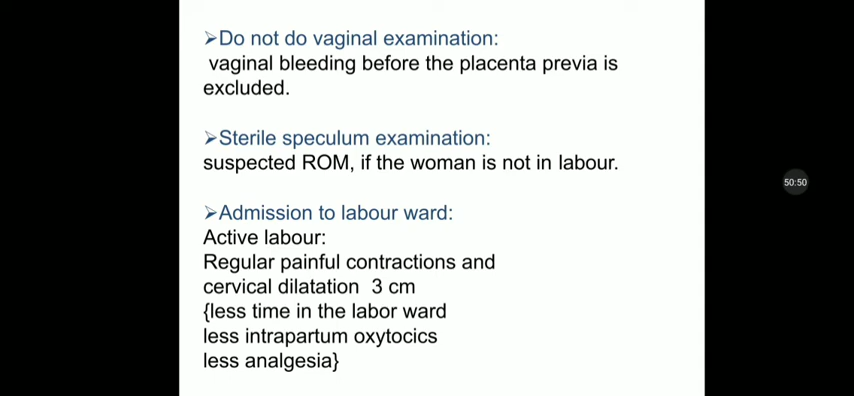 ➢Do not do vaginal examination:
vaginal bleeding before the placenta previa is
excluded.
➢Sterile speculum examination:
suspected ROM, if the woman is not in labour.
➢Admission to labour ward:
Active labour:
Regular painful contractions and
cervical dilatation 3 cm
{less time in the labor ward
less intrapartum oxytocics
less analgesia}
50:50